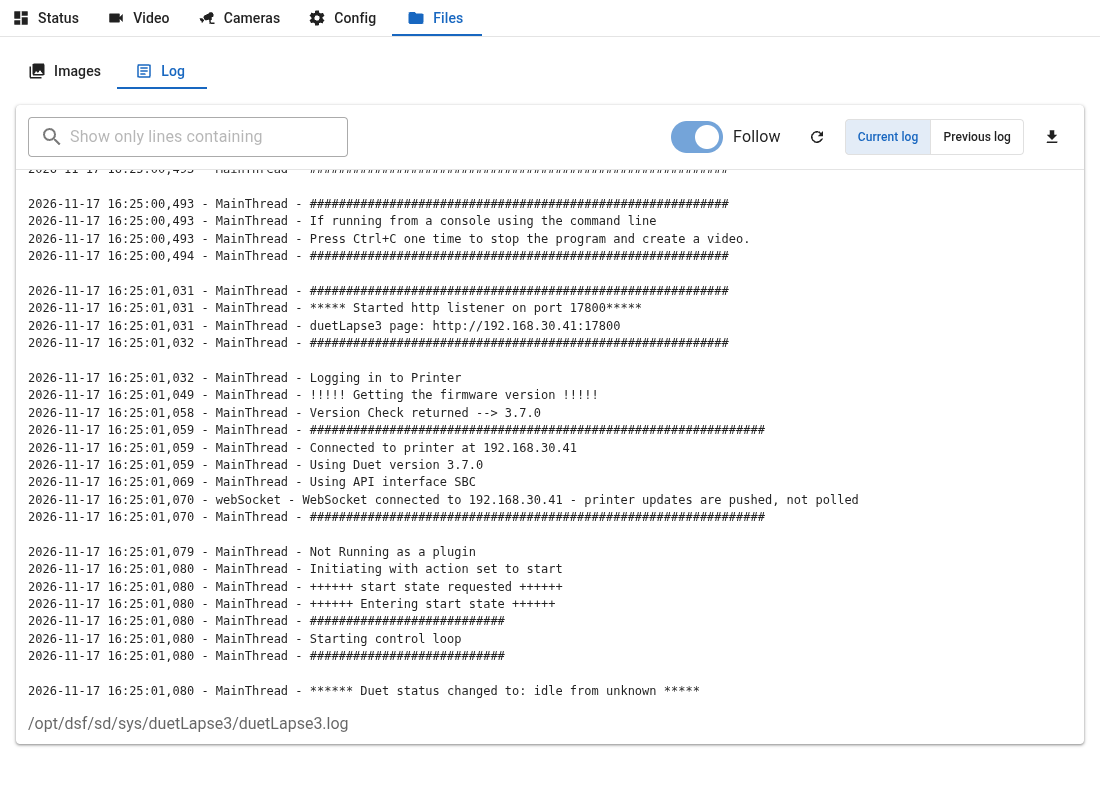 Status Video Cameras Config Files
Images Log
Show only lines containing Follow Current log Previous log
2026-11-17 16:25:00,493 - MainThread - ##########################################################
2026-11-17 16:25:00,493 - MainThread - ##########################################################
2026-11-17 16:25:00,493 - MainThread - If running from a console using the command line
2026-11-17 16:25:00,493 - MainThread - Press Ctrl+C one time to stop the program and create a video.
2026-11-17 16:25:00,494 - MainThread - ##########################################################
2026-11-17 16:25:01,031 - MainThread - ##########################################################
2026-11-17 16:25:01,031 - MainThread - ***** Started http listener on port 17800*****
2026-11-17 16:25:01,031 - MainThread - duetLapse3 page: http://192.168.30.41:17800
2026-11-17 16:25:01,032 - MainThread - ##########################################################
2026-11-17 16:25:01,032 - MainThread - Logging in to Printer
2026-11-17 16:25:01,049 - MainThread - !!!!! Getting the firmware version !!!!!
2026-11-17 16:25:01,058 - MainThread - Version Check returned --> 3.7.0
2026-11-17 16:25:01,059 - MainThread - ###############################################################
2026-11-17 16:25:01,059 - MainThread - Connected to printer at 192.168.30.41
2026-11-17 16:25:01,059 - MainThread - Using Duet version 3.7.0
2026-11-17 16:25:01,069 - MainThread - Using API interface SBC
2026-11-17 16:25:01,070 - webSocket - WebSocket connected to 192.168.30.41 - printer updates are pushed, not polled
2026-11-17 16:25:01,070 - MainThread - ###############################################################
2026-11-17 16:25:01,079 - MainThread - Not Running as a plugin
2026-11-17 16:25:01,080 - MainThread - Initiating with action set to start
2026-11-17 16:25:01,080 - MainThread - ++++++ start state requested ++++++
2026-11-17 16:25:01,080 - MainThread - ++++++ Entering start state ++++++
2026-11-17 16:25:01,080 - MainThread - ###########################
2026-11-17 16:25:01,080 - MainThread - Starting control loop
2026-11-17 16:25:01,080 - MainThread - ###########################
2026-11-17 16:25:01,080 - MainThread - ****** Duet status changed to: idle from unknown *****
/opt/dsf/sd/sys/duetLapse3/duetLapse3.log